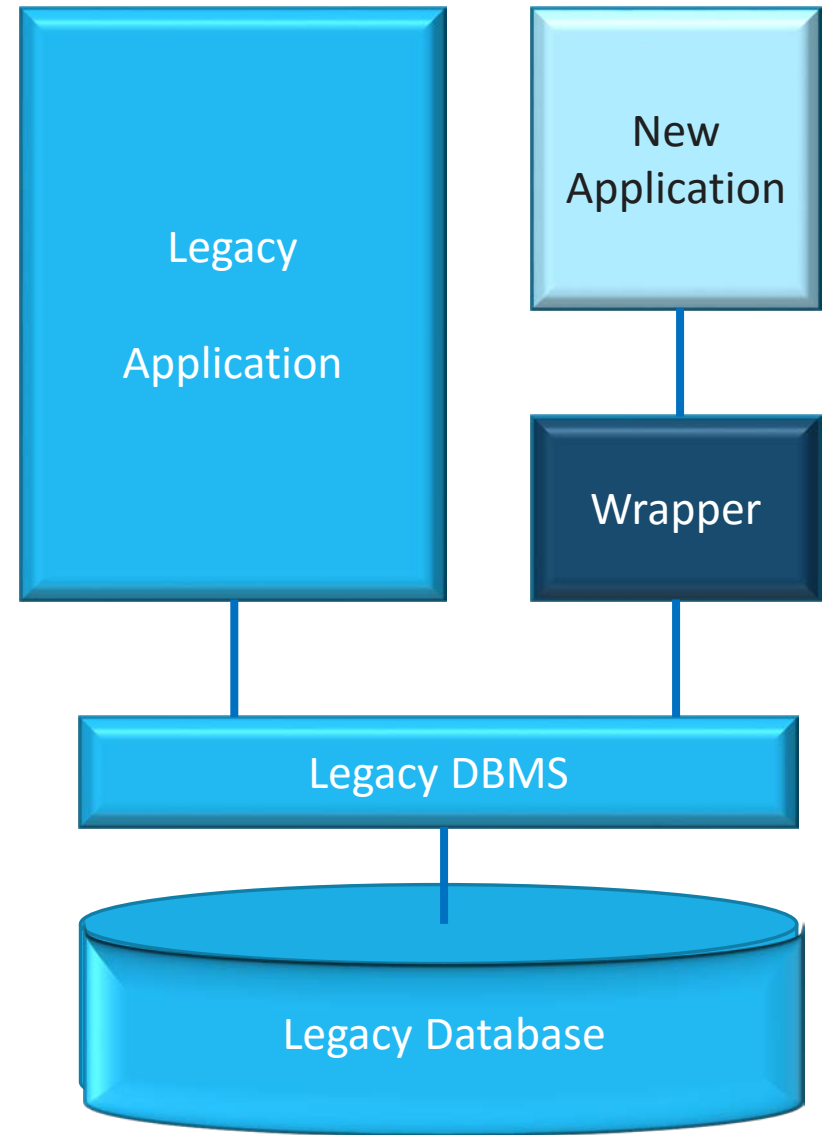 Legacy
Application
New
Application
Wrapper
Legacy DBMS
Legacy Database